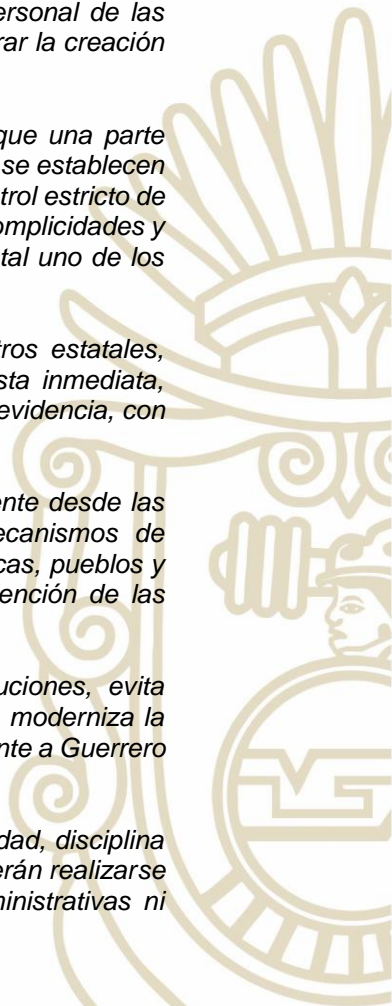 ersonal de las
rar la creación
que una parte
se establecen
trol estricto de
omplicidades y
tal uno de los
tros estatales,
sta inmediata,
evidencia, con
ente desde las
ecanismos de
cas, pueblos y
ención de las
uciones, evita
moderniza la
nte a Guerrero
dad, disciplina
erán realizarse
ministrativas ni